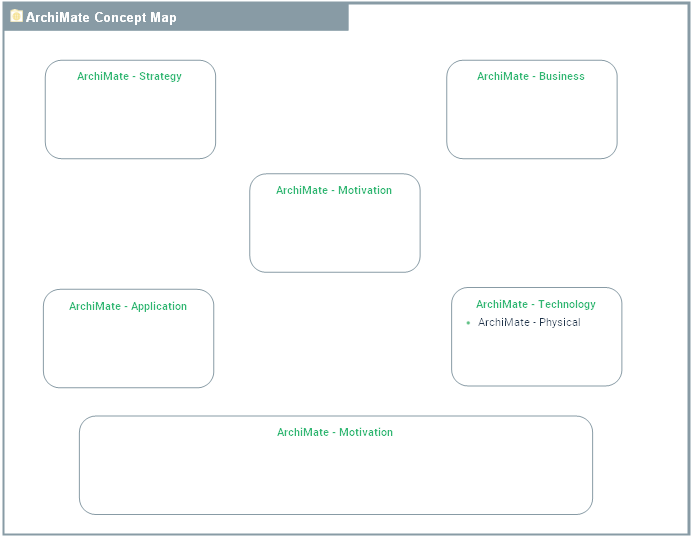 ArchiMate Concept Map
ArchiMate - Strategy
ArchiMate - Business
ArchiMate - Motivation
ArchiMate - Application
ArchiMate - Technology
• ArchiMate - Physical
ArchiMate - Motivation